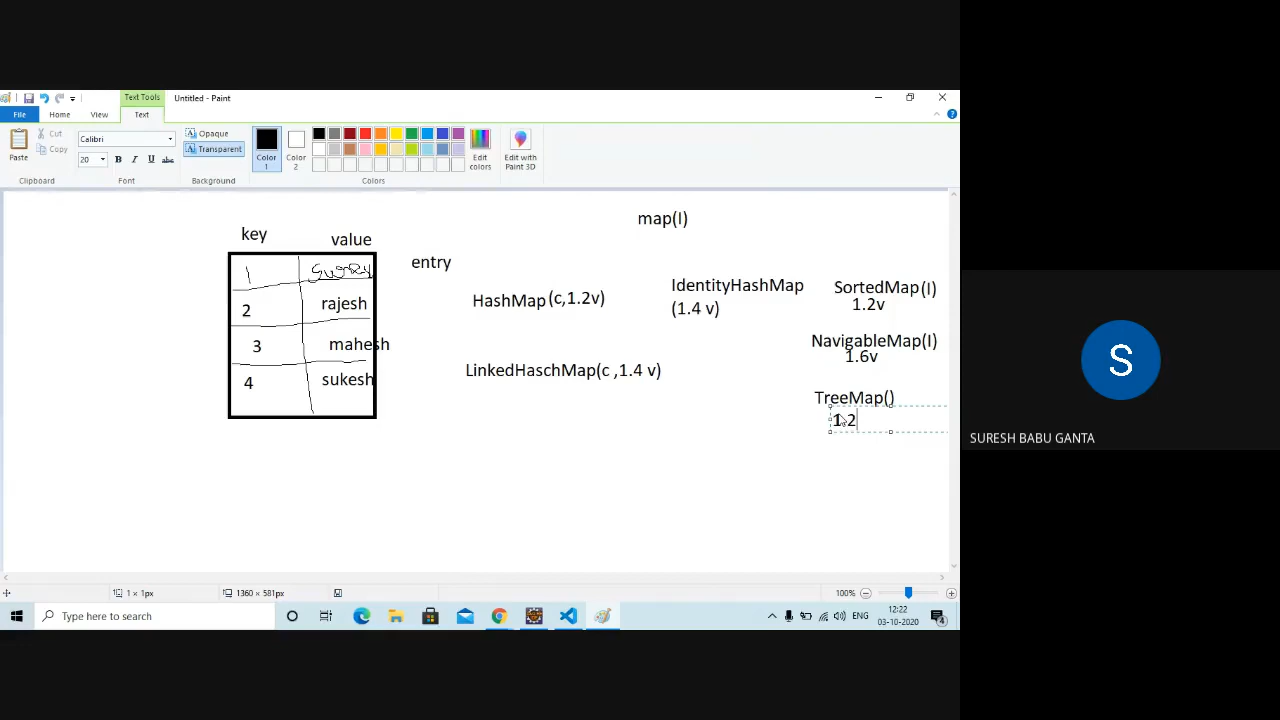 Text Tools
Untitled - Paint
File
Home
View
Text
Paste
Cut
Copy
Clipboard
Calibri
20
B
I
U
abc
Font
Opaque
Transparent
Background
Color
1
Color
2
Edit
colors
Colors
Edit with
Paint 3D
map(I)
key
value
entry
1
2
rajesh
3
mahesh
4
sukesh
HashMap(c,1.2v)
IdentityHashMap
(1.4 v)
SortedMap(I)
1.2v
NavigableMap(I)
1.6v
LinkedHaschMap(c ,1.4 v)
TreeMap()
1.2
S
SURESH BABU GANTA
1 × 1px
1360 × 581px
100%
Type here to search
ENG
12:22
03-10-2020
4